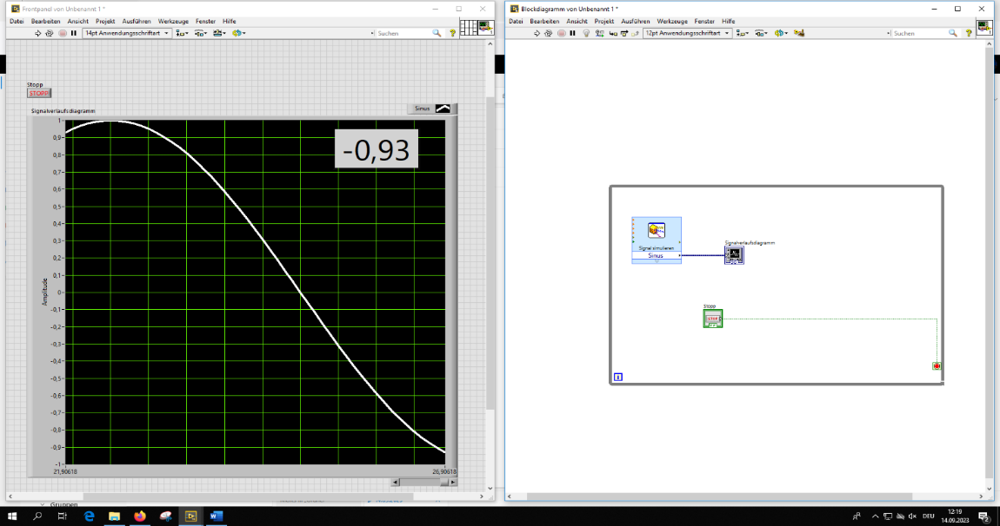 Frontpanel von Unbenannt 1 *
Datei Bearbeiten Ansicht Projekt Ausführen Werkzeuge Fenster Hilfe
14pt Anwendungsschriftart
Suchen
Stopp
STOPP
Signalverlaufsdiagramm
Sinus
-0,93
1
0,9
0,8
0,7
0,6
0,5
0,4
0,3
0,2
0,1
0
-0,1
-0,2
-0,3
-0,4
-0,5
-0,6
-0,7
-0,8
-0,9
-1
Amplitude
21,90618
26,90618
Gruppen
Blockdiagramm von Unbenannt 1 *
Datei Bearbeiten Ansicht Projekt Ausführen Werkzeuge Fenster Hilfe
12pt Anwendungsschriftart
Suchen
Signal simulieren
Sinus
Signalverlaufsdiagramm
Stopp
STOP
i
DEU
12:19
14.09.2023
2